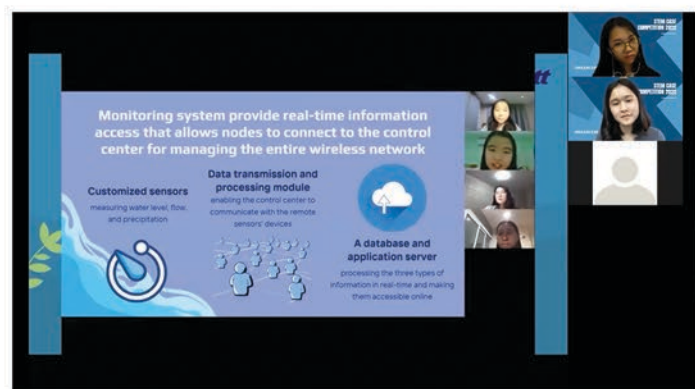 Monitoring system provide real-time information
access that allows nodes to connect to the control
center for managing the entire wireless network
Customized sensors
measuring water level, flow,
and precipitation
Data transmission and
processing module
enabling the control center to
communicate with the remote
sensors' devices
A database and
application server
processing the three types of
information in real-time and making
them accessible online
tt
STEM CASE
COMPETITION 2020
STEM CASE
COMPETITION 2020